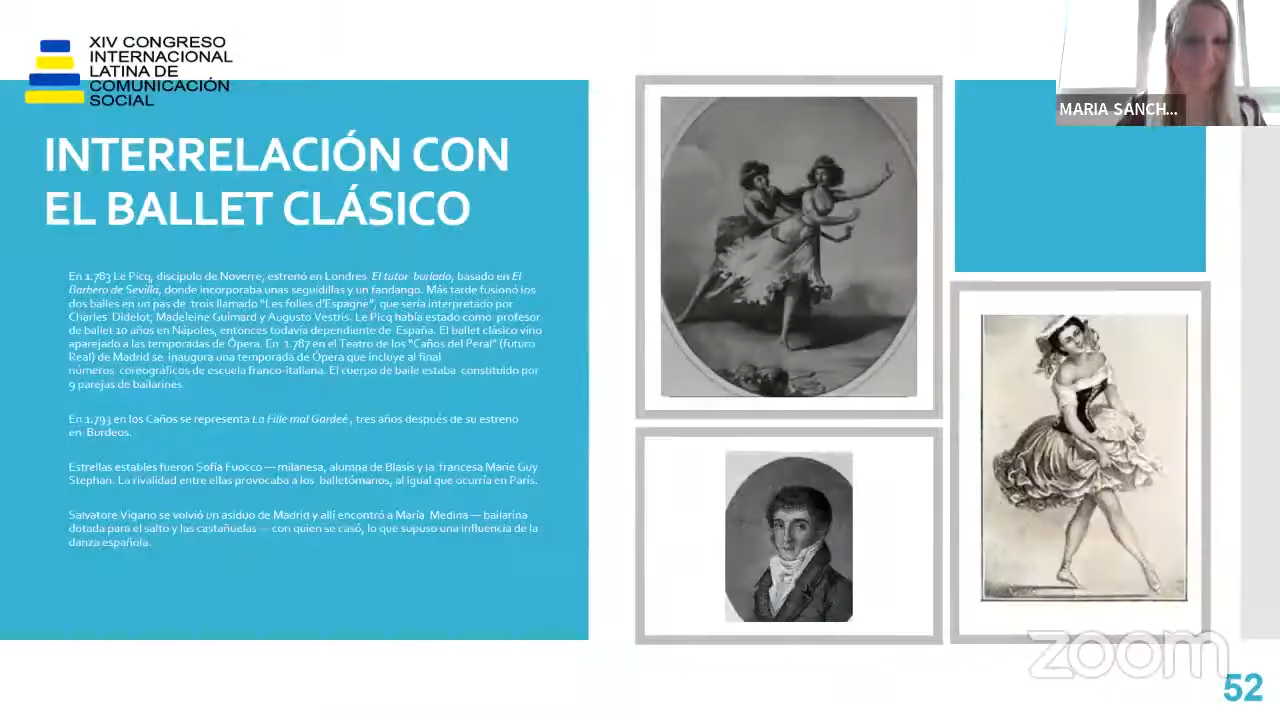 XIV CONGRESO
INTERNACIONAL
LATINA DE
COMUNICACIÓN
SOCIAL
MARIA SANCH...
INTERRELACIÓN CON
EL BALLET CLÁSICO
En 1.783 Le Picq, discípulo de Noverre, estrenó en Londres El tutor burlado, basado en El
Barbero de Sevilla, donde incorporaba unas seguidillas y un fandango. Más tarde fusionó los
dos bailes en un pas de trois llamado "Les folies d'Espagne", que sería interpretado por
Charles Didelot, Madeleine Guimard y Augusto Vestris. Le Picq había estado como profesor
de ballet 10 años en Nápoles, entonces todavía dependiente de España. El ballet clásico vino
aparejado a las temporadas de Ópera. En 1.787 en el Teatro de los "Caños del Peral" (futuro
Real) de Madrid se inaugura una temporada de Ópera que incluye al final
números coreográficos de escuela franco-italiana. El cuerpo de baile estaba constituido por
9 parejas de bailarines.
En 1.793 en los Caños se representa La Fille mal Gardeé, tres años después de su estreno
en Burdeos.
Estrellas estables fueron Sofía Fuocco — milanesa, alumna de Blasis y la francesa Marie Guy
Stephan. La rivalidad entre ellas provocaba a los balletómanos, al igual que ocurría en París.
Salvatore Vigano se volvió un asiduo de Madrid y allí encontró a María Medina — bailarina
dotada para el salto y las castañuelas — con quien se casó, lo que supuso una influencia de la
danza española.
zoom
52